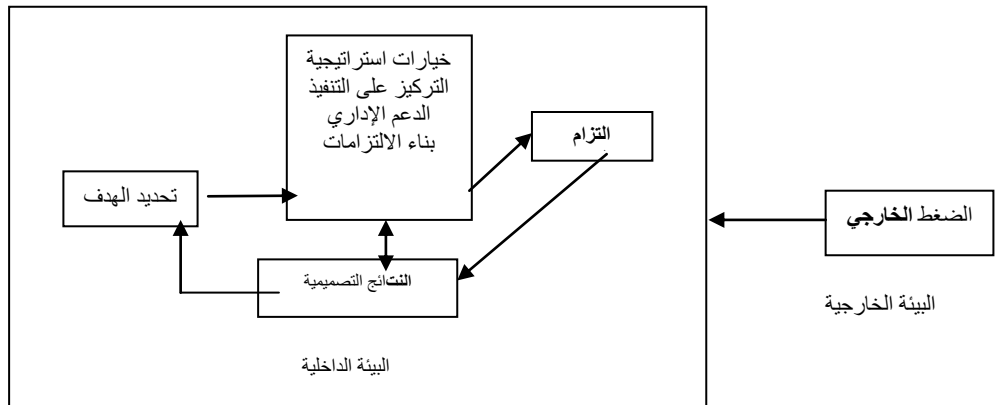 خيارات استراتيجية
التركيز على التنفيذ
الدعم الإداري
بناء الالتزامات
التزام
تحديد الهدف
الضغط الخارجي
النتائج التصميمية
البيئة الخارجية
البيئة الداخلية